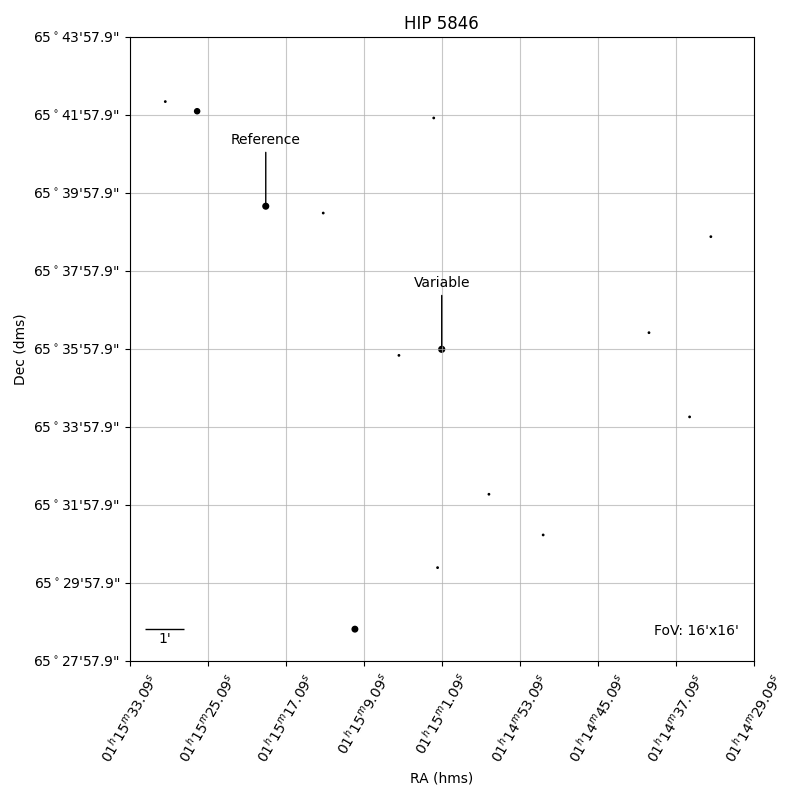 HIP 5846
65°43'57.9"
65°41'57.9"
Reference
65°39'57.9"
65°37'57.9"
Variable
65°35'57.9"
65°33'57.9"
65°31'57.9"
65°29'57.9"
1'
FoV: 16'x16'
65°27'57.9"
Dec (dms)
01ʰ15ᵐ33.09ˢ
01ʰ15ᵐ25.09ˢ
01ʰ15ᵐ17.09ˢ
01ʰ15ᵐ9.09ˢ
01ʰ15ᵐ1.09ˢ
01ʰ14ᵐ53.09ˢ
01ʰ14ᵐ45.09ˢ
01ʰ14ᵐ37.09ˢ
01ʰ14ᵐ29.09ˢ
RA (hms)